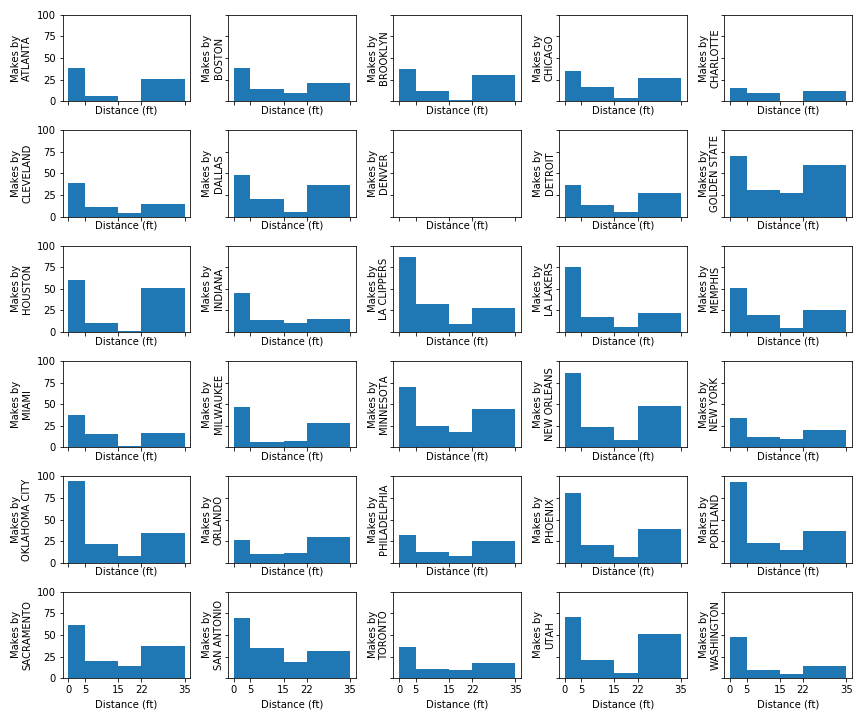 100
75
50
25
0
Makes by
ATLANTA
Distance (ft)
Makes by
BOSTON
Distance (ft)
Makes by
BROOKLYN
Distance (ft)
Makes by
CHICAGO
Distance (ft)
Makes by
CHARLOTTE
Distance (ft)
100
75
50
25
0
Makes by
CLEVELAND
Distance (ft)
Makes by
DALLAS
Distance (ft)
Makes by
DENVER
Distance (ft)
Makes by
DETROIT
Distance (ft)
Makes by
GOLDEN STATE
Distance (ft)
100
75
50
25
0
Makes by
HOUSTON
Distance (ft)
Makes by
INDIANA
Distance (ft)
Makes by
LA CLIPPERS
Distance (ft)
Makes by
LA LAKERS
Distance (ft)
Makes by
MEMPHIS
Distance (ft)
100
75
50
25
0
Makes by
MIAMI
Distance (ft)
Makes by
MILWAUKEE
Distance (ft)
Makes by
MINNESOTA
Distance (ft)
Makes by
NEW ORLEANS
Distance (ft)
Makes by
NEW YORK
Distance (ft)
100
75
50
25
0
Makes by
OKLAHOMA CITY
Distance (ft)
Makes by
ORLANDO
Distance (ft)
Makes by
PHILADELPHIA
Distance (ft)
Makes by
PHOENIX
Distance (ft)
Makes by
PORTLAND
Distance (ft)
100
75
50
25
0
Makes by
SACRAMENTO
0 5 15 22 35
Distance (ft)
Makes by
SAN ANTONIO
0 5 15 22 35
Distance (ft)
Makes by
TORONTO
0 5 15 22 35
Distance (ft)
Makes by
UTAH
0 5 15 22 35
Distance (ft)
Makes by
WASHINGTON
0 5 15 22 35
Distance (ft)